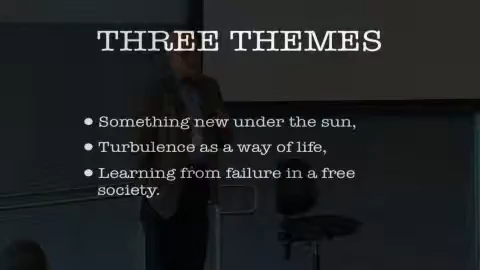 THREE THEMES
• Something new under the sun,
• Turbulence as a way of life,
• Learning from failure in a free
society.